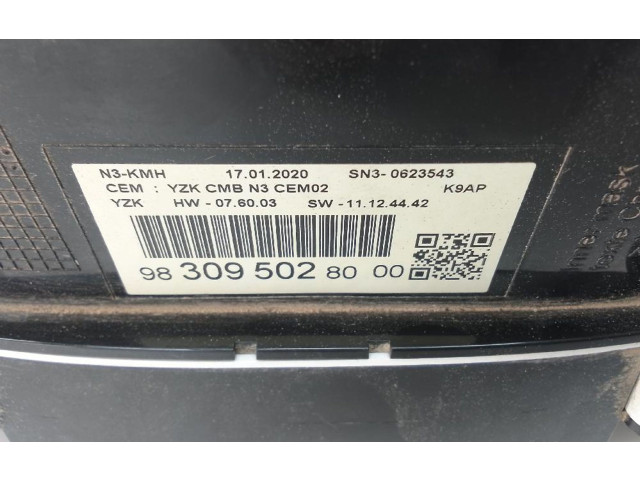 N3-KMH 17.01.2020 SN3- 0623543
CEM : YZK CMB N3 CEM02 K9AP
YZK HW - 07.60.03 SW - 11.12.44.42
98 309 502 80 00